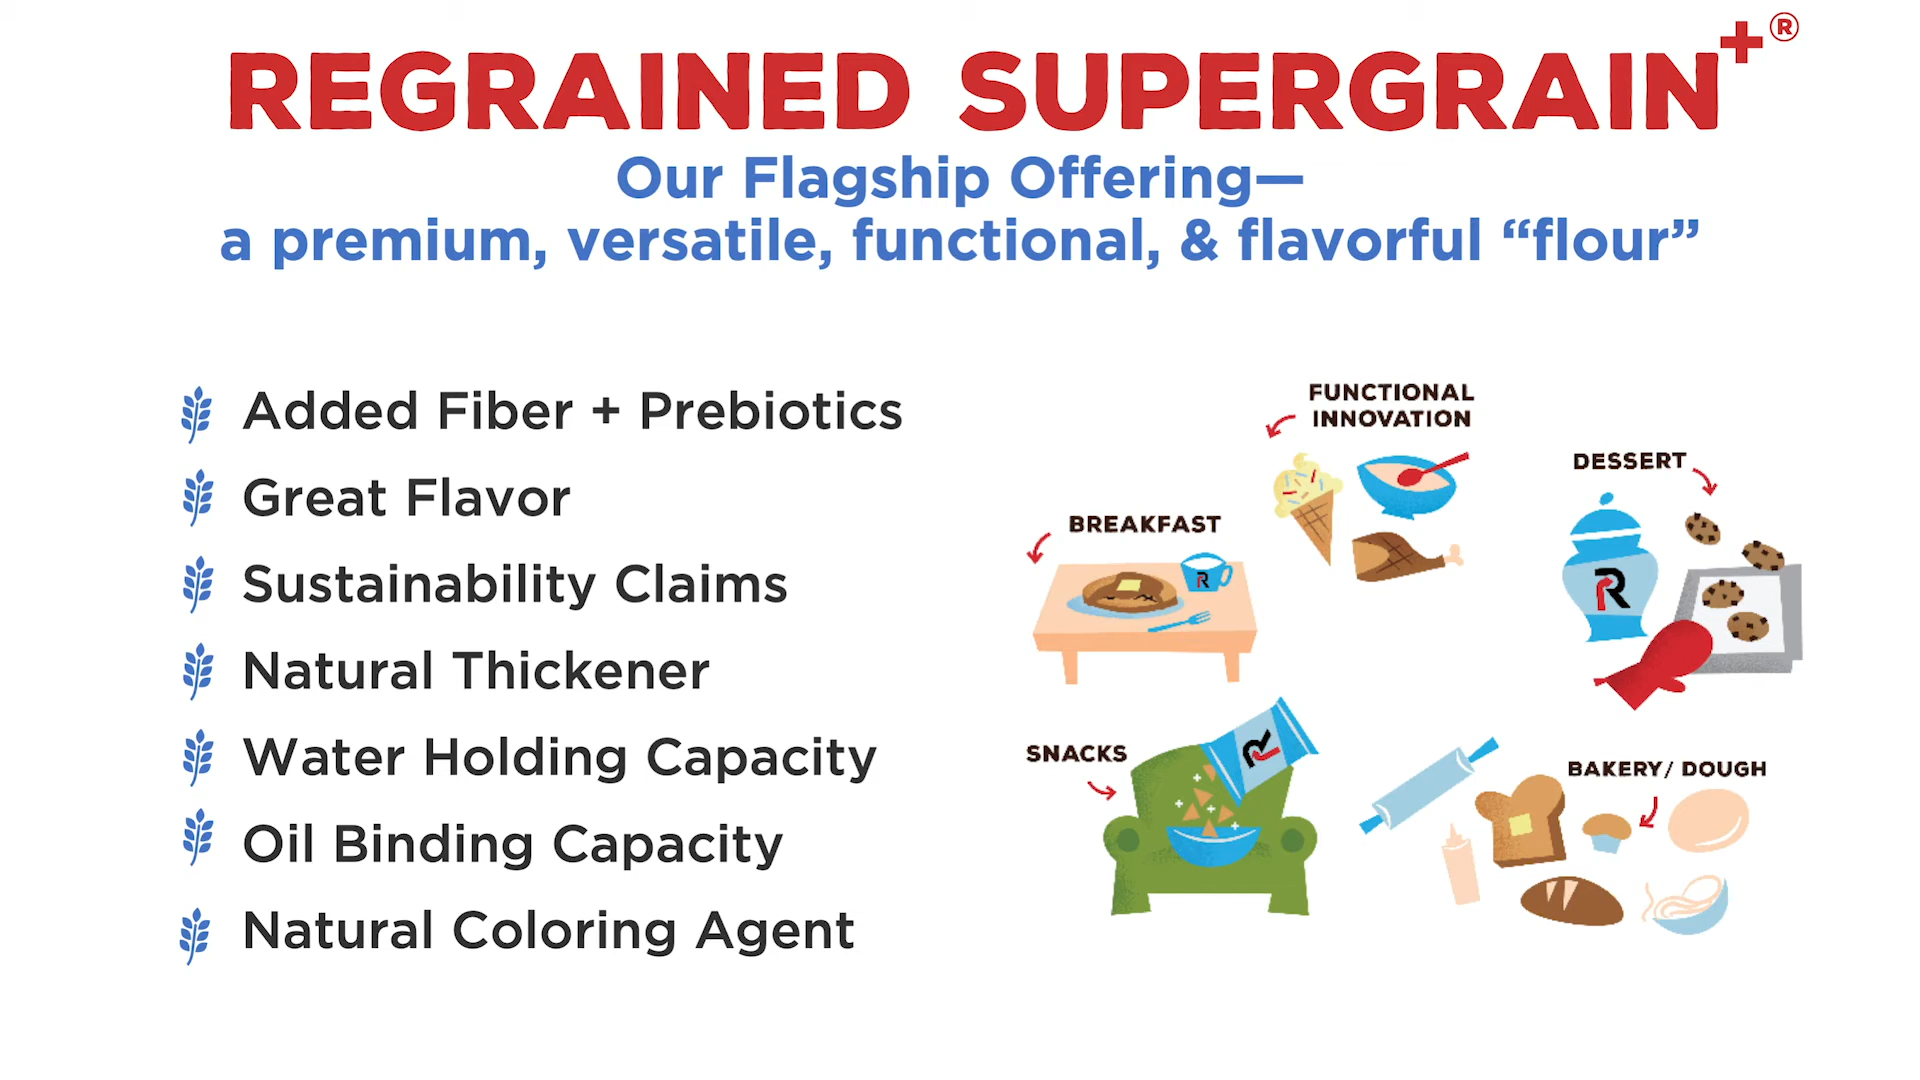 REGRAINED SUPERGRAIN+®
Our Flagship Offering—
a premium, versatile, functional, & flavorful “flour”
Added Fiber + Prebiotics
Great Flavor
Sustainability Claims
Natural Thickener
Water Holding Capacity
Oil Binding Capacity
Natural Coloring Agent
FUNCTIONAL
INNOVATION
DESSERT
R
BREAKFAST
R
SNACKS
R
BAKERY/ DOUGH